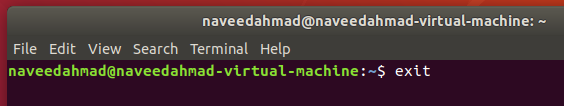 naveedahmad@naveedahmad-virtual-machine: ~
File Edit View Search Terminal Help
naveedahmad@naveedahmad-virtual-machine:~$ exit